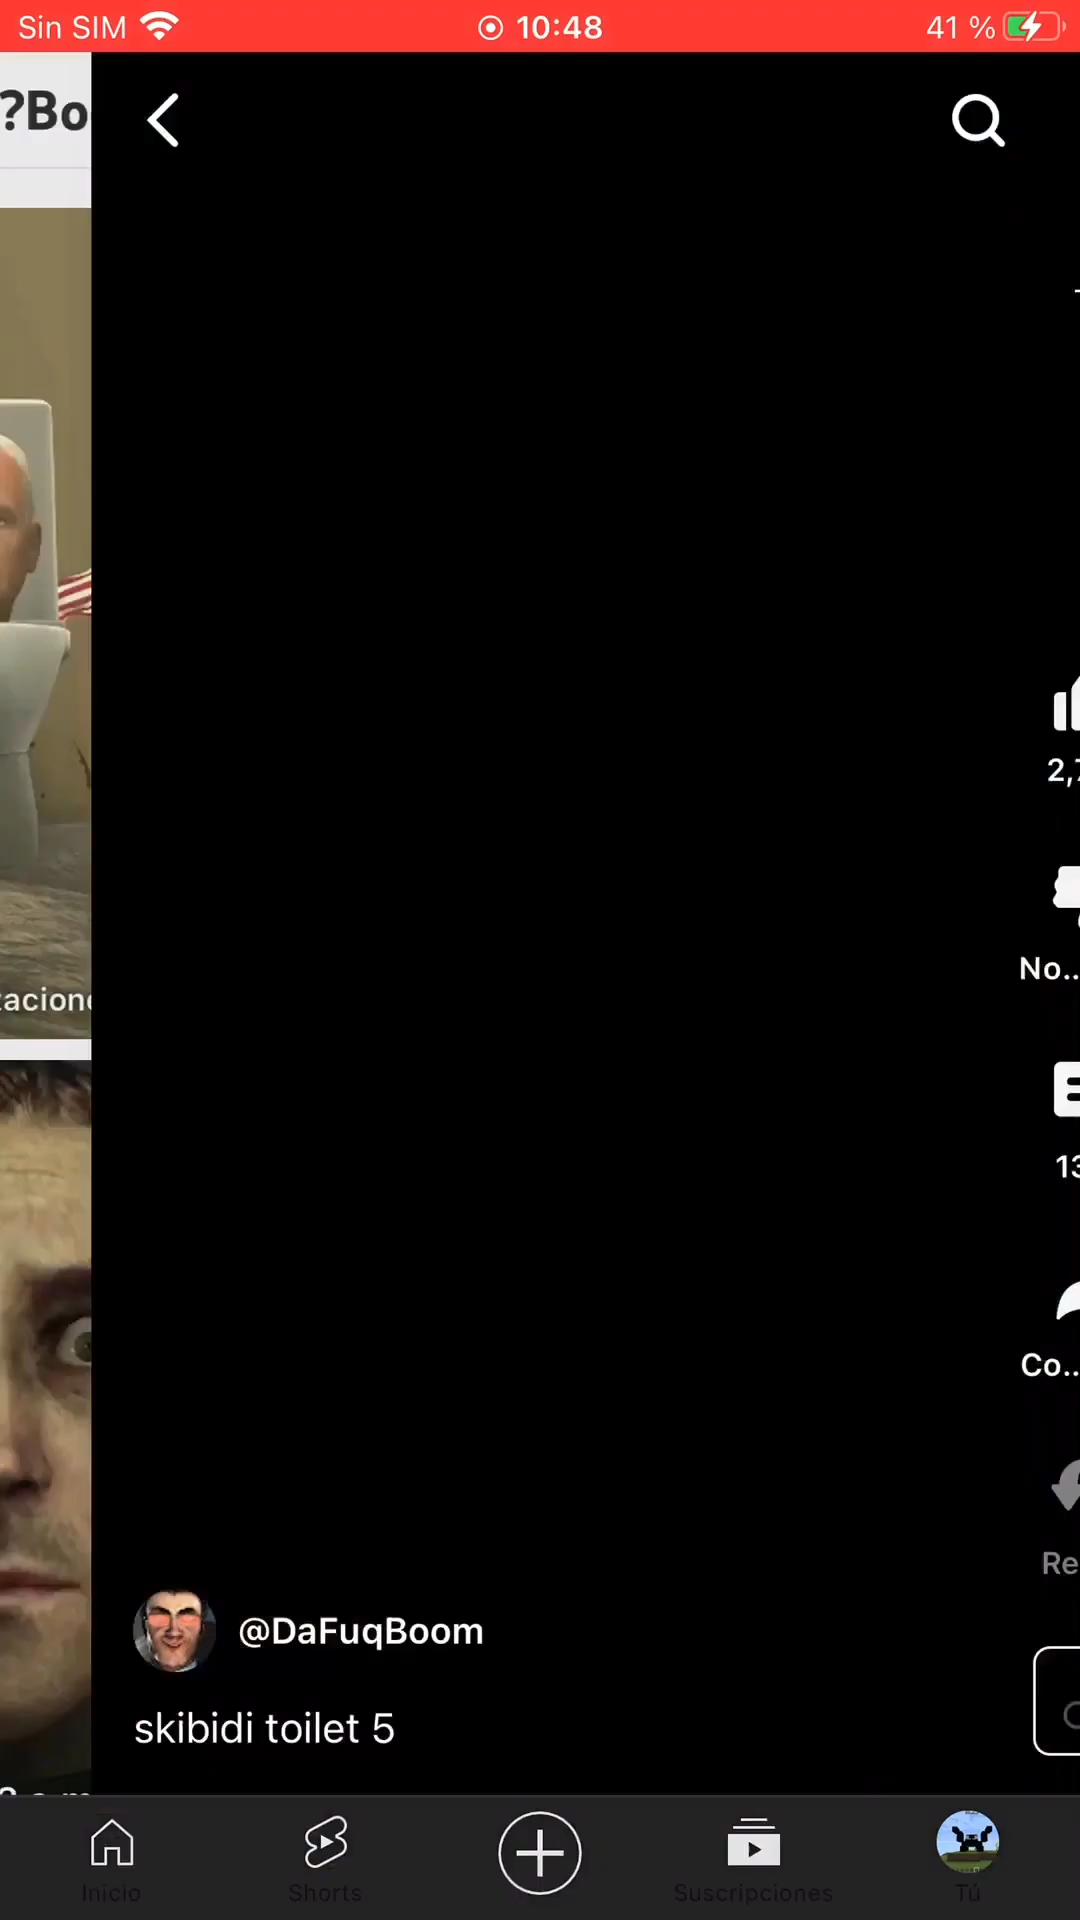 Sin SIM
10:48
41 %
?Bo
2,7
No..
13
Co..
Re
@DaFuqBoom
skibidi toilet 5
Inicio
Shorts
Suscripciones
Tú